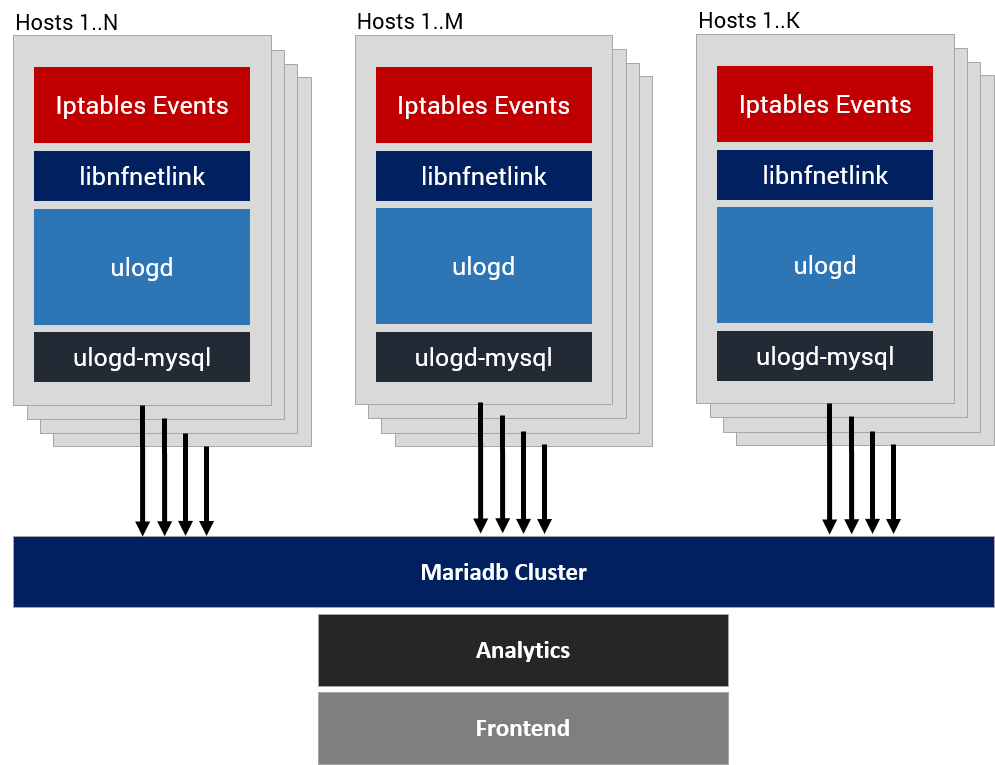 Hosts 1..N
Iptables Events
libnfnetlink
ulogd
ulogd-mysql
Hosts 1..M
Iptables Events
libnfnetlink
ulogd
ulogd-mysql
Hosts 1..K
Iptables Events
libnfnetlink
ulogd
ulogd-mysql
Mariadb Cluster
Analytics
Frontend